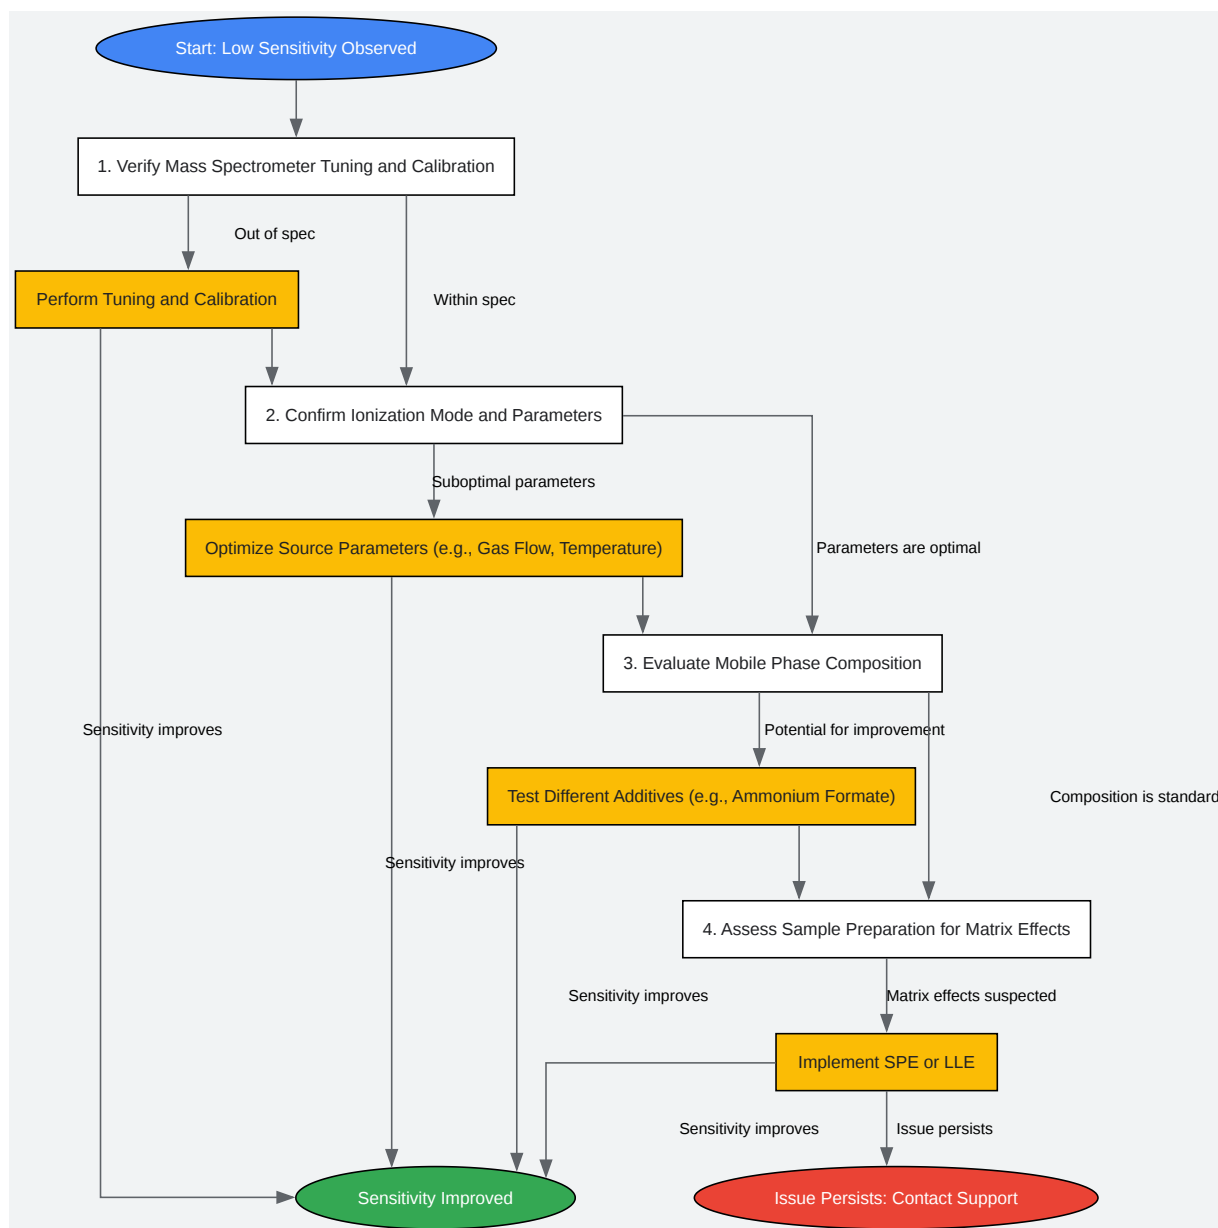 Start: Low Sensitivity Observed
1. Verify Mass Spectrometer Tuning and Calibration
Out of spec
Perform Tuning and Calibration
Within spec
2. Confirm Ionization Mode and Parameters
Suboptimal parameters
Optimize Source Parameters (e.g., Gas Flow, Temperature)
Parameters are optimal
3. Evaluate Mobile Phase Composition
Sensitivity improves
Potential for improvement
Test Different Additives (e.g., Ammonium Formate)
Composition is standard
Sensitivity improves
4. Assess Sample Preparation for Matrix Effects
Sensitivity improves
Matrix effects suspected
Implement SPE or LLE
Sensitivity improves
Issue persists
Sensitivity Improved
Issue Persists: Contact Support